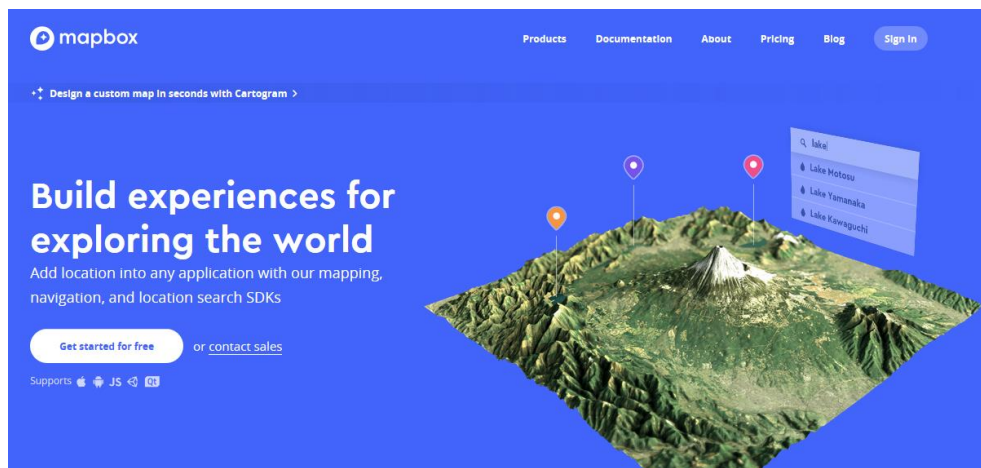 mapbox
Products Documentation About Pricing Blog Sign in
Design a custom map in seconds with Cartogram >
lake
Lake Motosu
Lake Yamanaka
Lake Kawaguchi
Build experiences for
exploring the world
Add location into any application with our mapping,
navigation, and location search SDKs
Get started for free or contact sales
Supports JS Qt